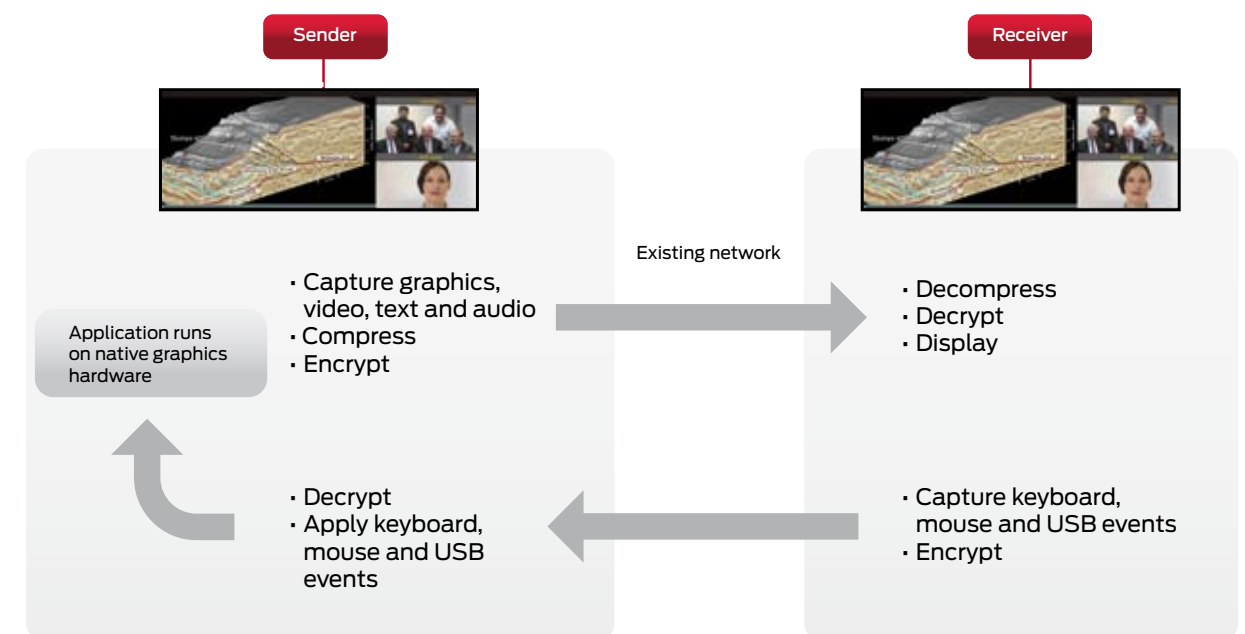 Sender
Receiver
Existing network
· Capture graphics,
video, text and audio
· Compress
· Encrypt
Application runs
on native graphics
hardware
· Decompress
· Decrypt
· Display
· Decrypt
· Apply keyboard,
mouse and USB
events
· Capture keyboard,
mouse and USB events
· Encrypt